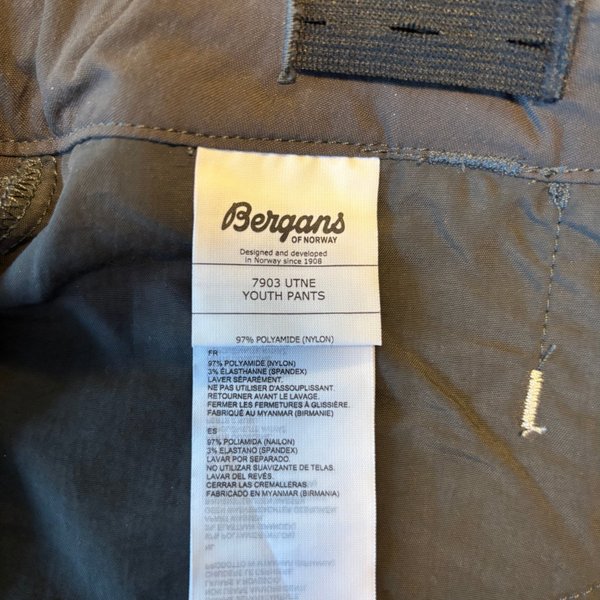 Bergans
OF NORWAY
Designed and developed
in Norway since 1908
7903 UTNE
YOUTH PANTS
97% POLYAMIDE (NYLON)
FR
97% POLYAMIDE (NYLON)
3% ÉLASTHANNE (SPANDEX)
LAVER SÉPARÉMENT.
NE PAS UTILISER D'ASSOUPLISSANT
RETOURNER AVANT LE LAVAGE.
FERMER LES FERMETURES À GLISSIÈRE.
FABRIQUÉ AU MYANMAR (BIRMANIE)
ES
97% POLIAMIDA (NAILON)
3% ELASTANO (SPANDEX)
LAVAR POR SEPARADO.
NO UTILIZAR SUAVIZANTE DE TELAS.
LAVAR DEL REVÉS.
CERRAR LAS CREMALLERAS.
FABRICADO EN MYANMAR (BIRMANIA)